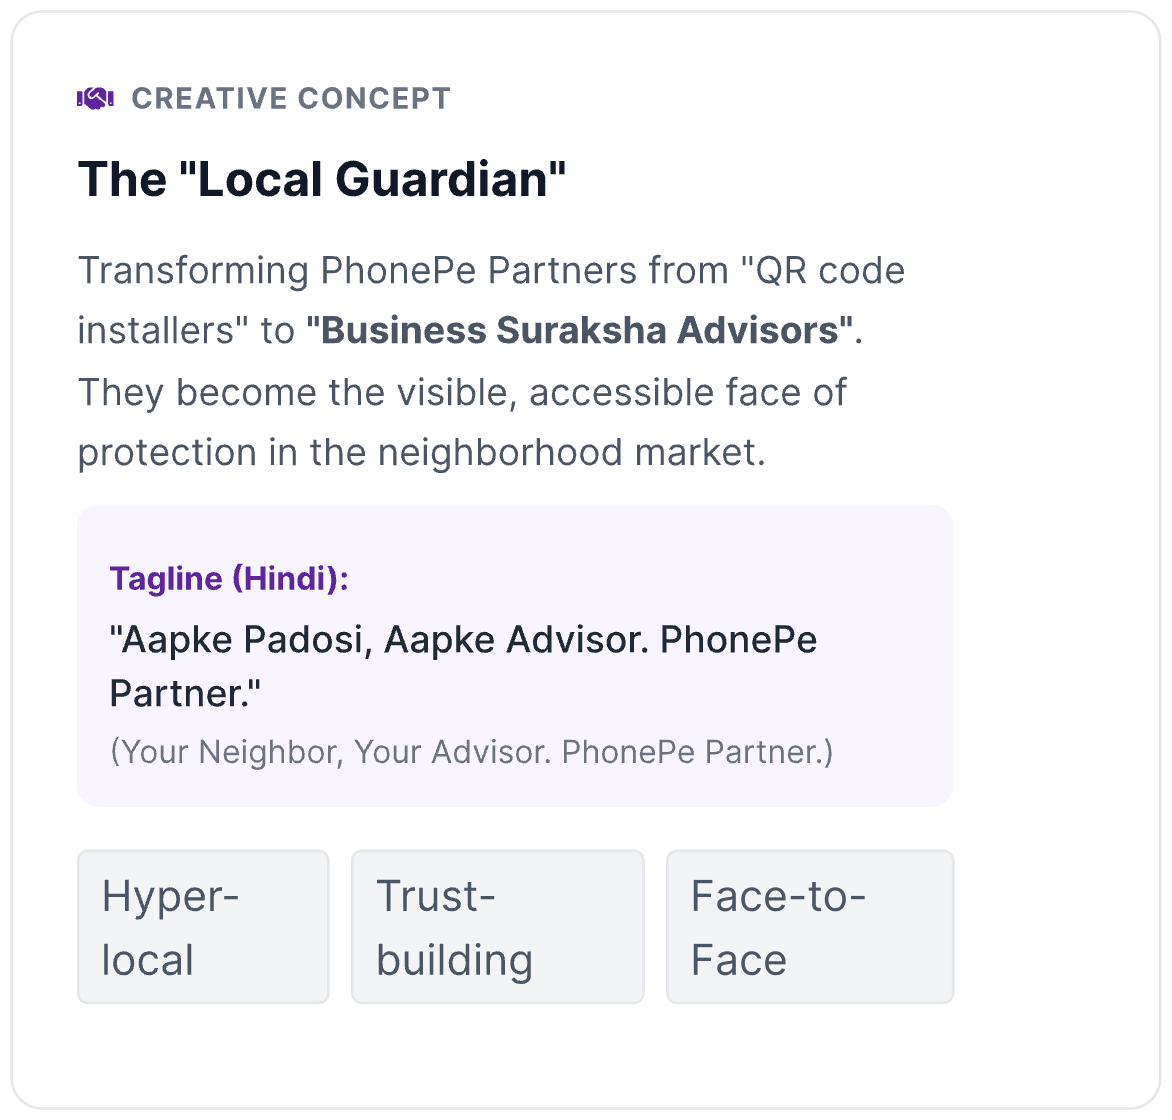 CREATIVE CONCEPT
The "Local Guardian"
Transforming PhonePe Partners from "QR code
installers" to "Business Suraksha Advisors".
They become the visible, accessible face of
protection in the neighborhood market.
Tagline (Hindi):
"Aapke Padosi, Aapke Advisor. PhonePe
Partner."
(Your Neighbor, Your Advisor. PhonePe Partner.)
Hyper-
local
Trust-
building
Face-to-
Face